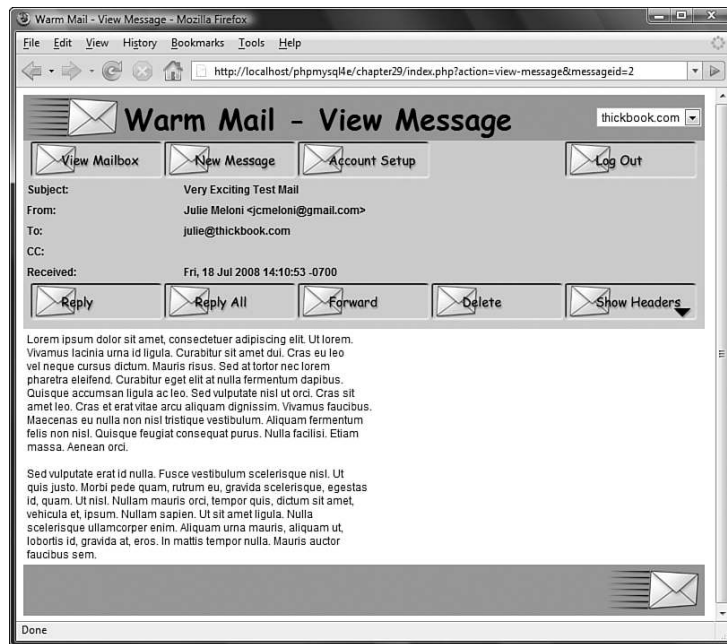 Warm Mail - View Message - Mozilla Firefox
File Edit View History Bookmarks Tools Help
http://localhost/phpmysql4e/chapter29/index.php?action=view-message&messageid=2
Warm Mail - View Message
thickbook.com
View Mailbox New Message Account Setup Log Out
Subject: Very Exciting Test Mail
From: Julie Meloni <jcmeloni@gmail.com>
To: julie@thickbook.com
CC:
Received: Fri, 18 Jul 2008 14:10:53 -0700
Reply Reply All Forward Delete Show Headers
Lorem ipsum dolor sit amet, consectetuer adipiscing elit. Ut lorem.
Vivamus lacinia urna id ligula. Curabitur sit amet dui. Cras eu leo
vel neque cursus dictum. Mauris risus. Sed at tortor nec lorem
pharetra eleifend. Curabitur eget elit at nulla fermentum dapibus.
Quisque accumsan ligula ac leo. Sed vulputate nisl ut orci. Cras sit
amet leo. Cras et erat vitae arcu aliquam dignissim. Vivamus faucibus.
Maecenas eu nulla non nisl tristique vestibulum. Aliquam fermentum
felis non nisl. Quisque feugiat consequat purus. Nulla facilisi. Etiam
massa. Aenean orci.
Sed vulputate erat id nulla. Fusce vestibulum scelerisque nisl. Ut
quis justo. Morbi pede quam, rutrum eu, gravida scelerisque, egestas
id, quam. Ut nisl. Nullam mauris orci, tempor quis, dictum sit amet,
vehicula et, ipsum. Nullam sapien. Ut sit amet ligula. Nulla
scelerisque ullamcorper enim. Aliquam urna mauris, aliquam ut,
lobortis id, gravida at, eros. In mattis tempor nulla. Mauris auctor
faucibus sem.
Done